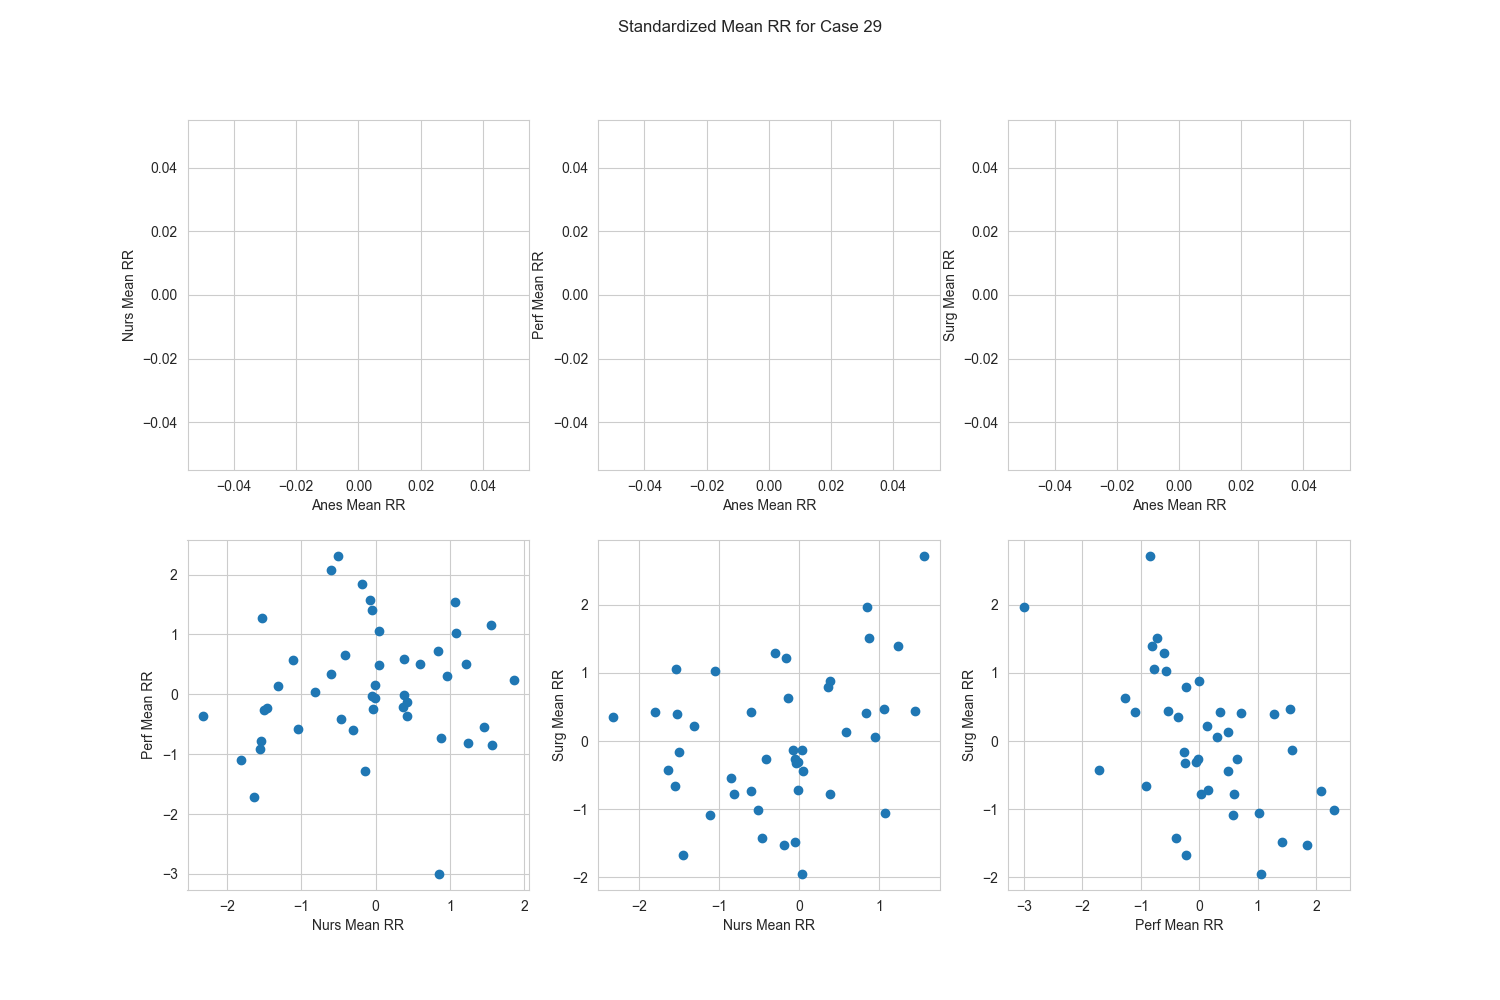 Standardized Mean RR for Case 29
0.04 0.04 0.04
0.02 0.02 0.02
0.00 0.00 0.00
−0.02 −0.02 −0.02
−0.04 −0.04 −0.04
Nurs Mean RR
Perf Mean RR
Surg Mean RR
−0.04 −0.02 0.00 0.02 0.04 −0.04 −0.02 0.00 0.02 0.04 −0.04 −0.02 0.00 0.02 0.04
Anes Mean RR Anes Mean RR Anes Mean RR
2
1
0
−1
−2
−3
Perf Mean RR
−2 −1 0 1 2
Nurs Mean RR
2
1
0
−1
−2
Surg Mean RR
−2 −1 0 1
Nurs Mean RR
2
1
0
−1
−2
Surg Mean RR
−3 −2 −1 0 1 2
Perf Mean RR